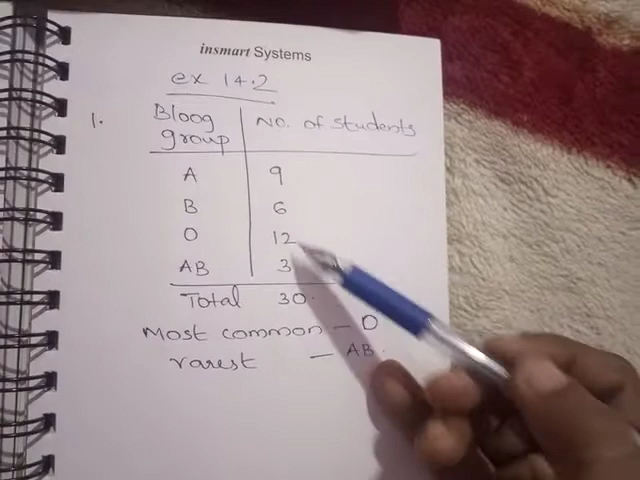 insmart Systems
ex 14.2
1. Bloog group No. of students
A 9
B 6
O 12
AB 3
Total 30.
Most common - O
rarest - AB.